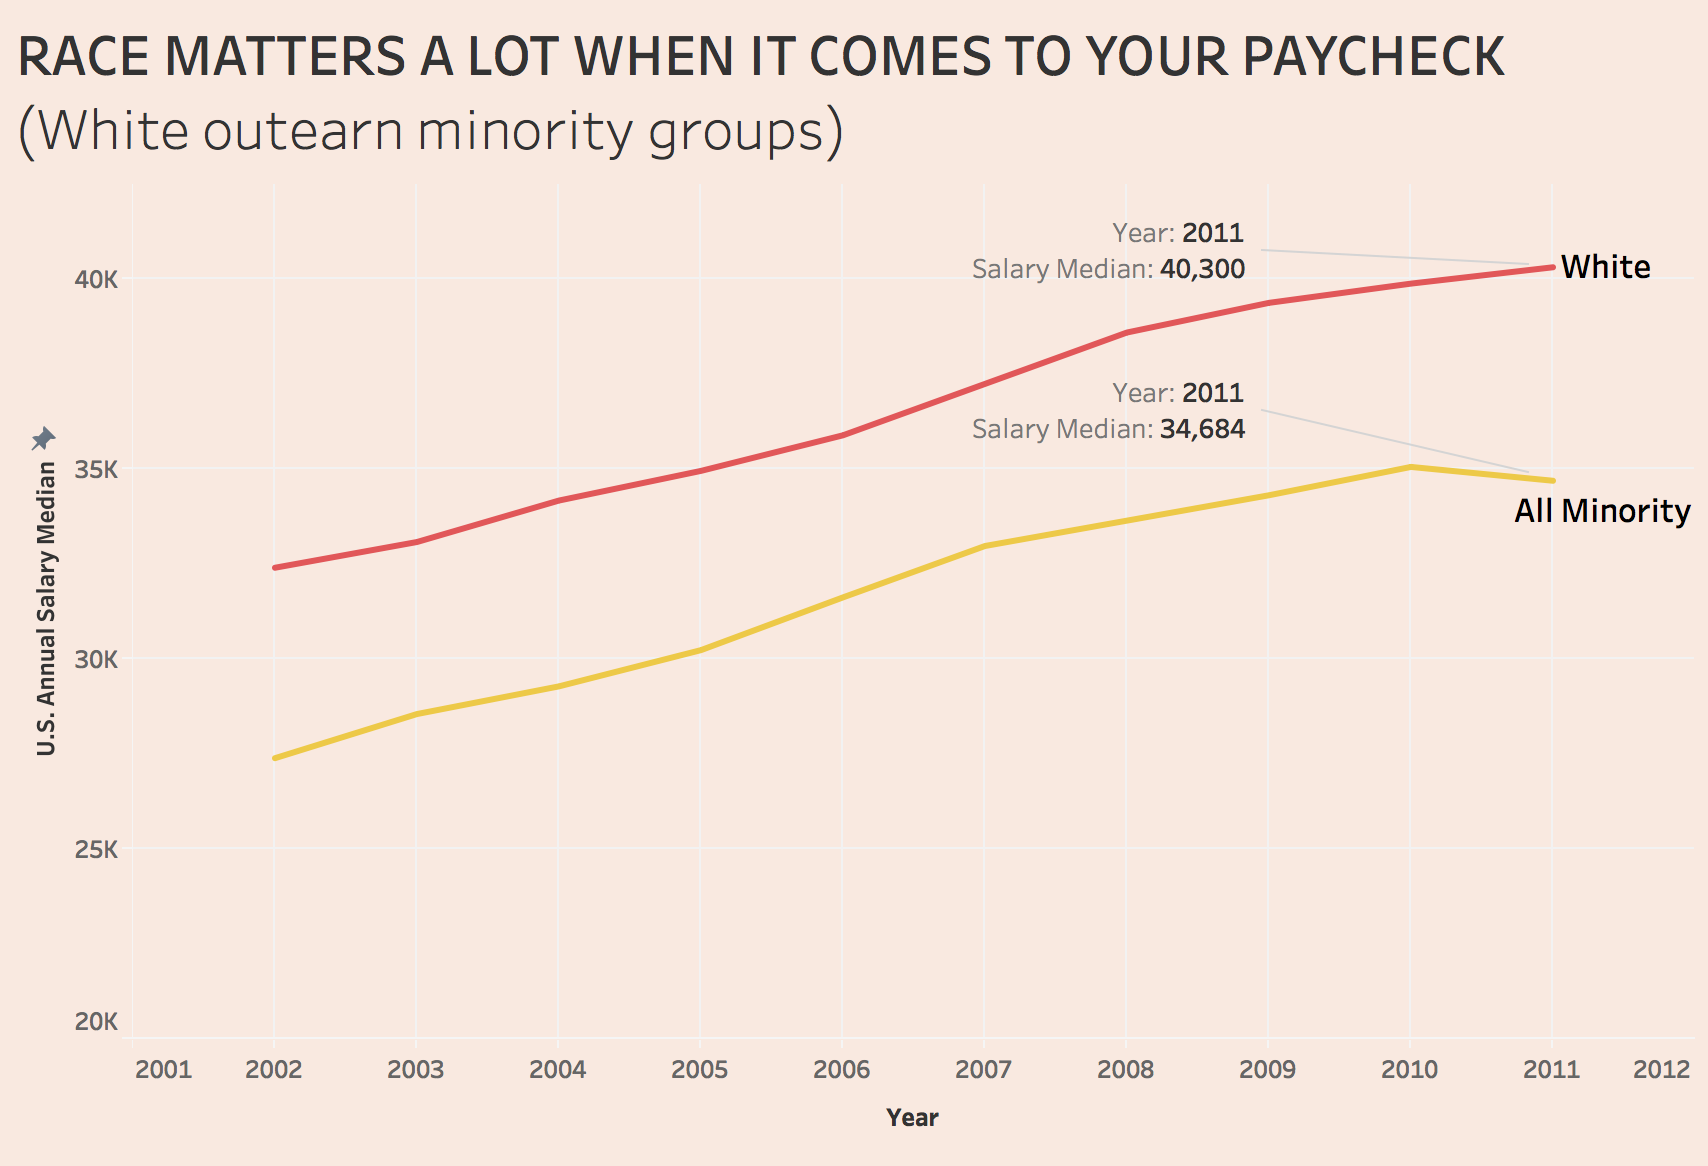 RACE MATTERS A LOT WHEN IT COMES TO YOUR PAYCHECK
(White outearn minority groups)
Year: 2011
Salary Median: 40,300
White
40K
Year: 2011
Salary Median: 34,684
35K
All Minority
U.S. Annual Salary Median
30K
25K
20K
2001 2002 2003 2004 2005 2006 2007 2008 2009 2010 2011 2012
Year